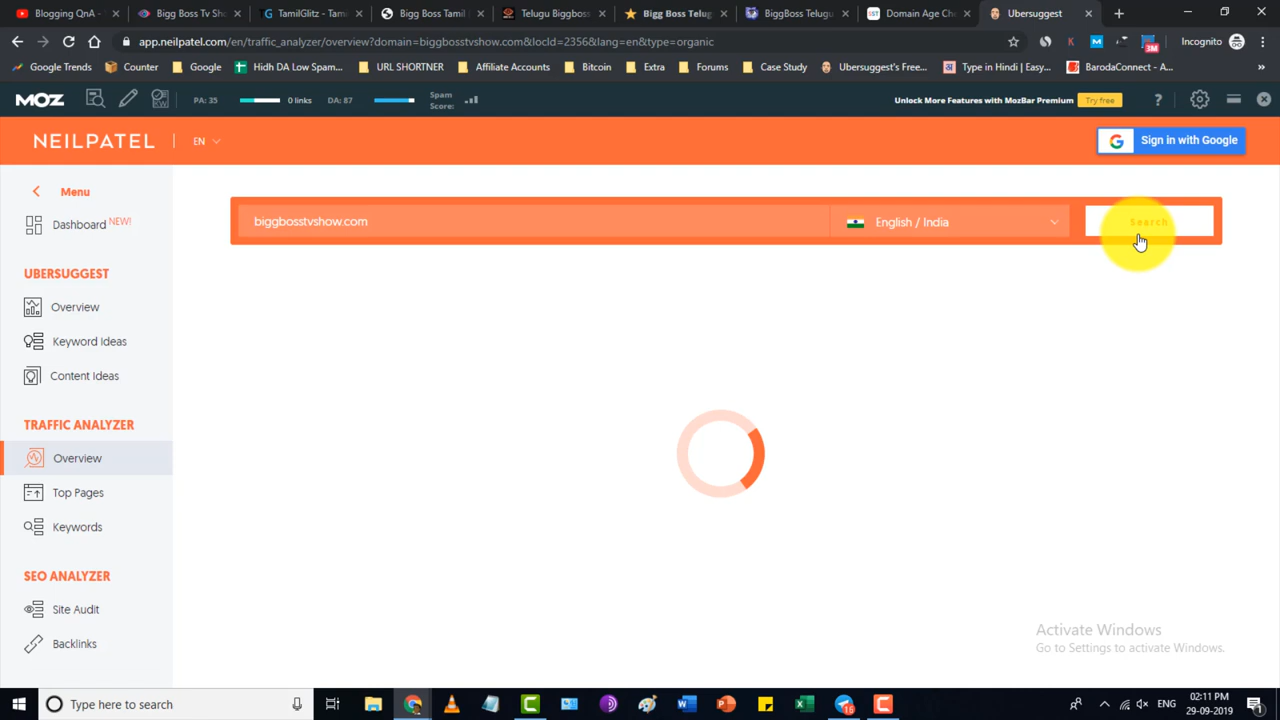 Blogging QnA -
Bigg Boss Tv Sho
TamilGlitz - Tame
Bigg Boss Tamil
Telugu Biggboss
Bigg Boss Telug
BiggBoss Telugu
Domain Age Che
Ubersuggest
app.neilpatel.com/en/traffic_analyzer/overview?domain=biggbosstvshow.com&locId=2356&lang=en&type=organic
3M
Incognito
Google Trends
Counter
Google
Hidh DA Low Spam...
URL SHORTNER
Affiliate Accounts
Bitcoin
Extra
Forums
Case Study
Ubersuggest's Free...
Type in Hindi | Easy...
BarodaConnect - A...
MOZ
PA: 35
0 links
DA: 87
Spam Score:
Unlock More Features with MozBar Premium
Try free
NEILPATEL
EN
Sign in with Google
Menu
Dashboard NEW!
UBERSUGGEST
Overview
Keyword Ideas
Content Ideas
TRAFFIC ANALYZER
Overview
Top Pages
Keywords
SEO ANALYZER
Site Audit
Backlinks
biggbosstvshow.com
English / India
Search
Activate Windows
Go to Settings to activate Windows.
Type here to search
ENG
02:11 PM
29-09-2019